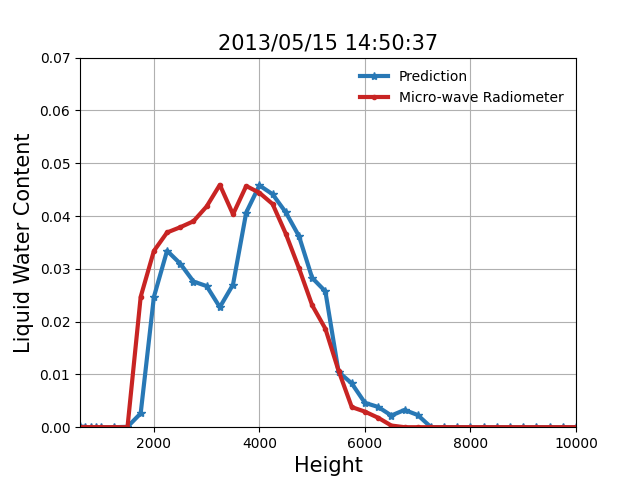 2013/05/15 14:50:37
Prediction
Micro-wave Radiometer
Liquid Water Content
0.07
0.06
0.05
0.04
0.03
0.02
0.01
0.00
2000 4000 6000 8000 10000
Height